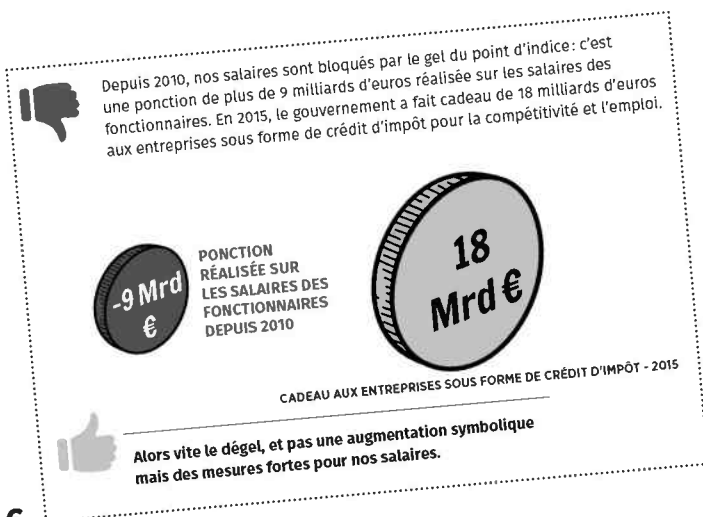 Depuis 2010, nos salaires sont bloqués par le gel du point d'indice: c'est
une ponction de plus de 9 milliards d'euros réalisée sur les salaires des
fonctionnaires. En 2015, le gouvernement a fait cadeau de 18 milliards d'euros
aux entreprises sous forme de crédit d'impôt pour la compétitivité et l'emploi.
-9 Mrd
€
PONCTION
RÉALISÉE SUR
LES SALAIRES DES
FONCTIONNAIRES
DEPUIS 2010
18
Mrd €
CADEAU AUX ENTREPRISES SOUS FORME DE CRÉDIT D'IMPÔT - 2015
Alors vite le dégel, et pas une augmentation symbolique
mais des mesures fortes pour nos salaires.